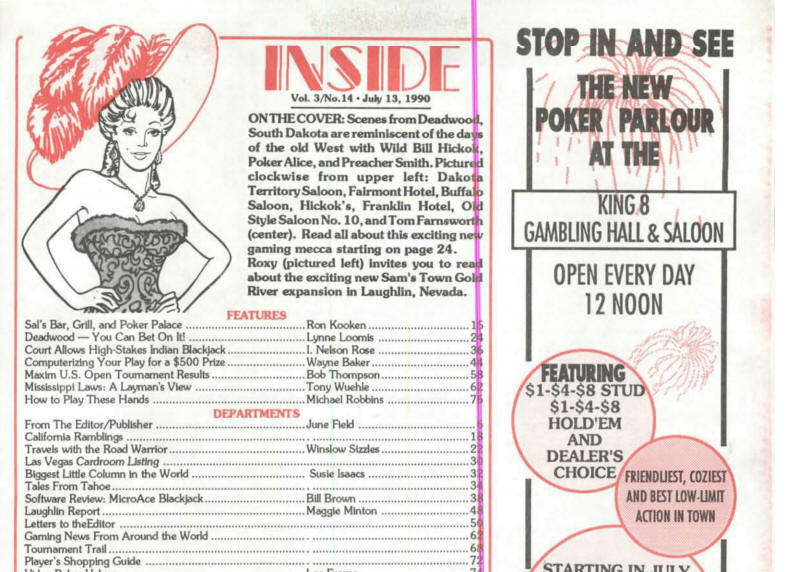 INSIDE
Vol. 3/No.14 • July 13, 1990
ON THE COVER: Scenes from Deadwood,
South Dakota are reminiscent of the days
of the old West with Wild Bill Hickok,
Poker Alice, and Preacher Smith. Pictured
clockwise from upper left: Dakota
Territory Saloon, Fairmont Hotel, Buffalo
Saloon, Hickok's, Franklin Hotel, Old
Style Saloon No. 10, and Tom Farnsworth
(center). Read all about this exciting new
gaming mecca starting on page 24.
Roxy (pictured left) invites you to read
about the exciting new Sam's Town Gold
River expansion in Laughlin, Nevada.
FEATURES
Sal's Bar, Grill, and Poker Palace ........ Ron Kooken ........ 16
Deadwood — You Can Bet On It! ........ Lynne Loomis ........ 24
Court Allows High-Stakes Indian Blackjack ........ I. Nelson Rose ........ 36
Computerizing Your Play for a $500 Prize ........ Wayne Baker ........ 44
Maxim U.S. Open Tournament Results ........ Bob Thompson ........ 58
Mississippi Laws: A Layman's View ........ Tony Wuehle ........ 62
How to Play These Hands ........ Michael Robbins ........ 76
DEPARTMENTS
From The Editor/Publisher ........ June Field ........ 6
California Ramblings ........ 18
Travels with the Road Warrior ........ Winslow Sizzles ........ 22
Las Vegas Cardroom Listing ........ 30
Biggest Little Column in the World ........ Susie Isaacs ........ 32
Tales From Tahoe ........ 34
Software Review: MicroAce Blackjack ........ Bill Brown ........ 38
Laughlin Report ........ Maggie Minton ........ 48
Letters to theEditor ........ 50
Gaming News From Around the World ........ 62
Tournament Trail ........ 68
Player's Shopping Guide ........ 72
STOP IN AND SEE
THE NEW
POKER PARLOUR
AT THE
KING 8
GAMBLING HALL & SALOON
OPEN EVERY DAY
12 NOON
FEATURING
$1-$4-$8 STUD
$1-$4-$8
HOLD'EM
AND
DEALER'S
CHOICE
FRIENDLIEST, COZIEST
AND BEST LOW-LIMIT
ACTION IN TOWN
STARTING IN JULY